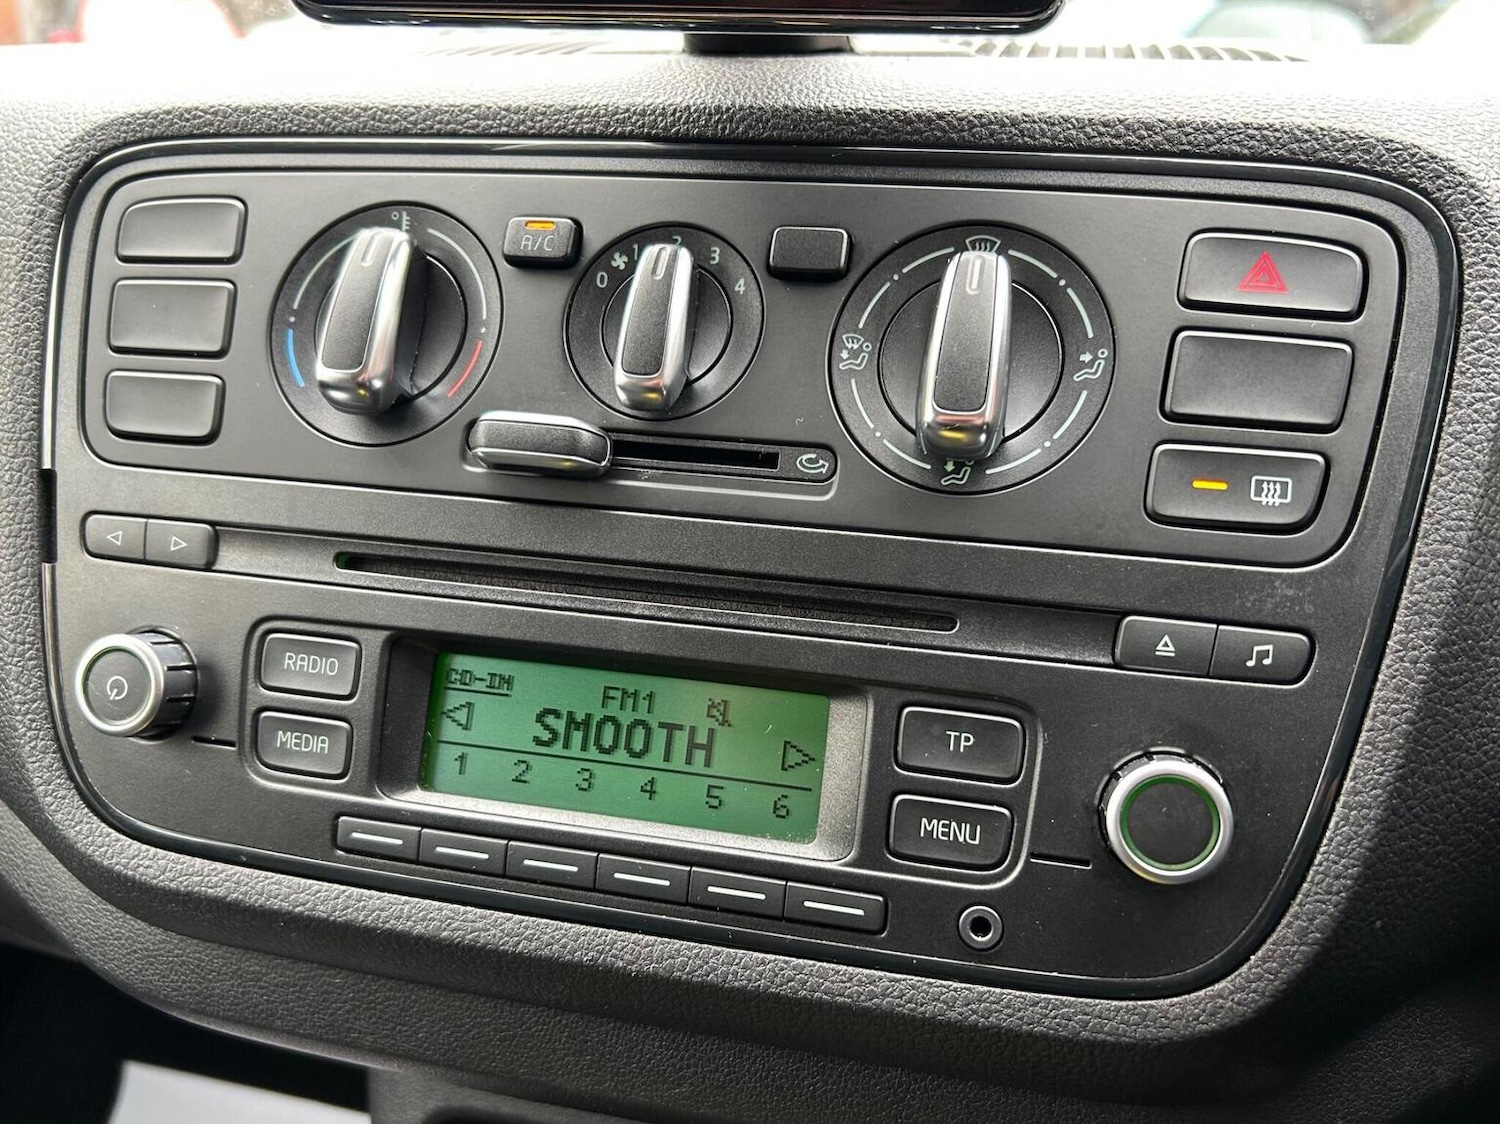 A/C
0 1 2 3 4
RADIO
MEDIA
CD-IN
FM1
SMOOTH
1 2 3 4 5 6
TP
MENU